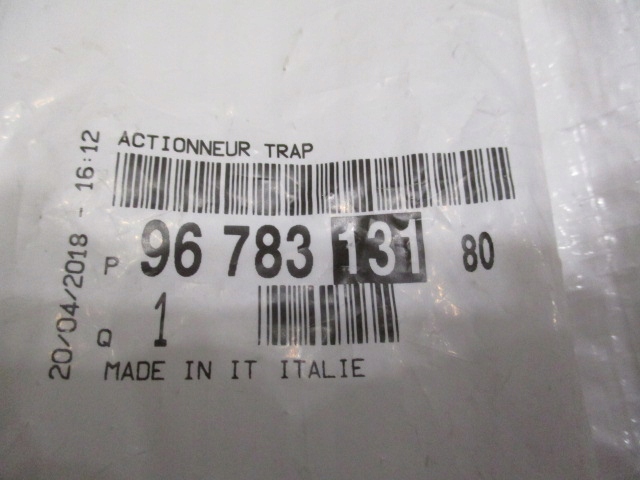 ACTIONNEUR TRAP
P 96 783 131 80
Q 1
MADE IN IT ITALIE
20/04/2018 - 16:12